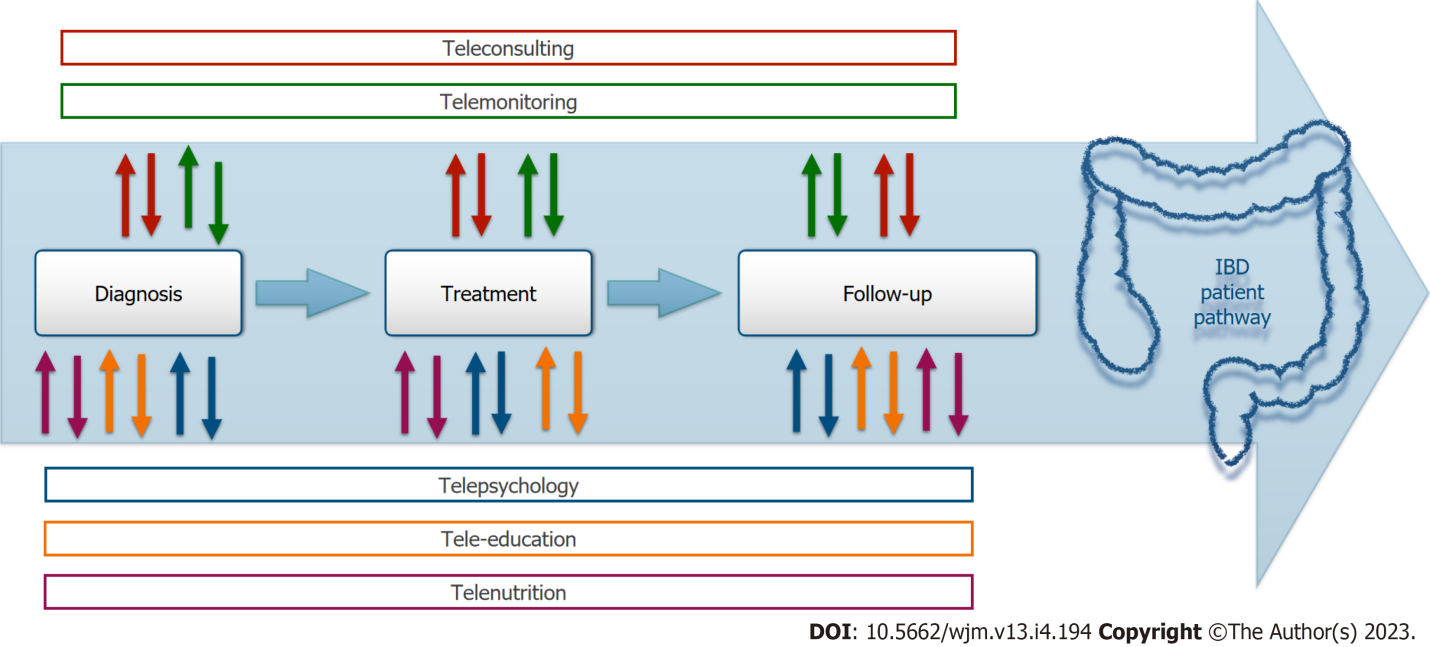 Teleconsulting
Telemonitoring
Diagnosis
Treatment
Follow-up
IBD
patient
pathway
Telepsychology
Tele-education
Telenutrition
DOI: 10.5662/wjm.v13.i4.194 Copyright ©The Author(s) 2023.